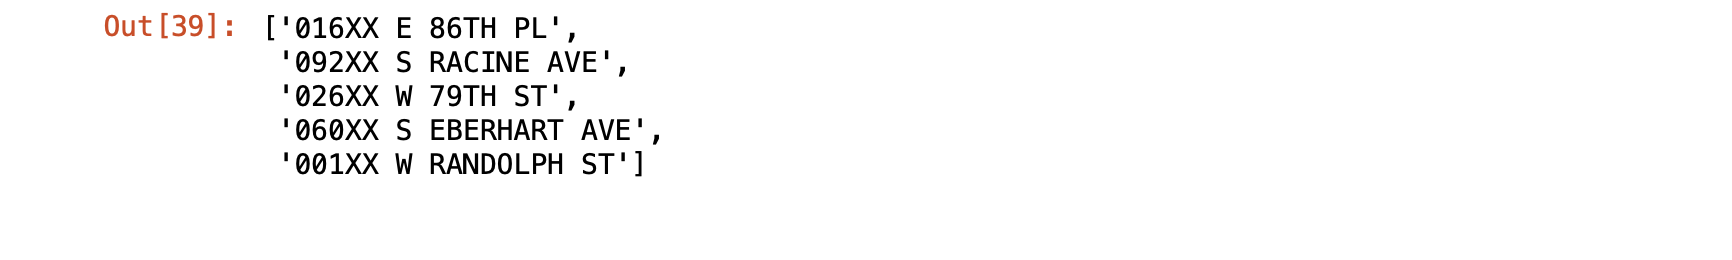 Out[39]: ['016XX E 86TH PL',
'092XX S RACINE AVE',
'026XX W 79TH ST',
'060XX S EBERHART AVE',
'001XX W RANDOLPH ST']